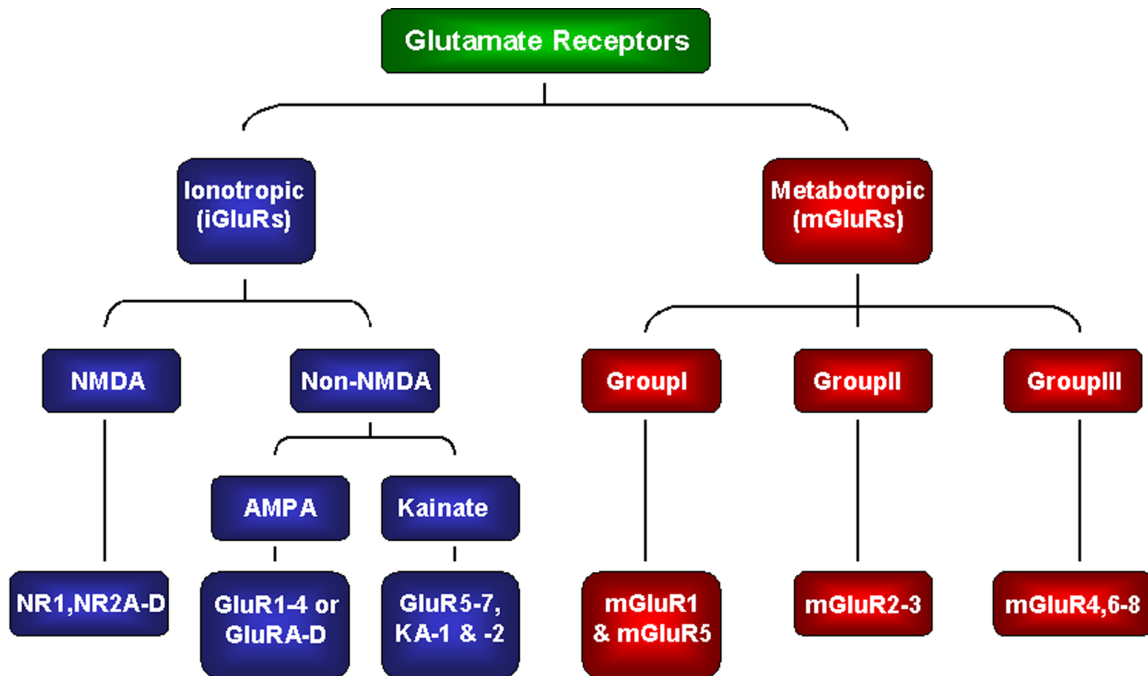 Glutamate Receptors
Ionotropic
(iGluRs)
Metabotropic
(mGluRs)
NMDA
Non-NMDA
GroupI
GroupII
GroupIII
AMPA
Kainate
NR1,NR2A-D
GluR1-4 or
GluRA-D
GluR5-7,
KA-1 & -2
mGluR1
& mGluR5
mGluR2-3
mGluR4,6-8